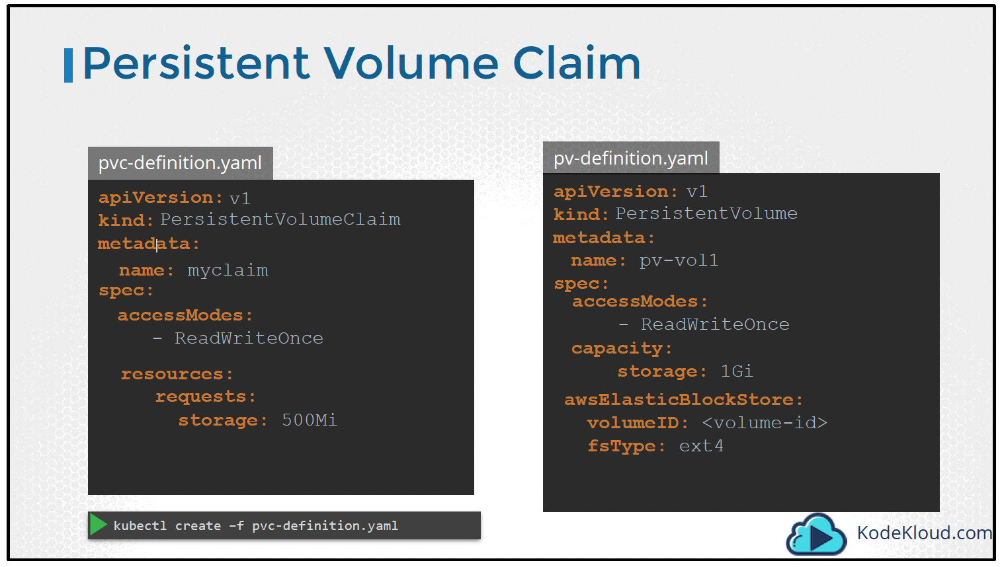 Persistent Volume Claim
pvc-definition.yaml
apiVersion: v1
kind: PersistentVolumeClaim
metadata:
name: myclaim
spec:
accessModes:
- ReadWriteOnce
resources:
requests:
storage: 500Mi
kubectl create –f pvc-definition.yaml
pv-definition.yaml
apiVersion: v1
kind: PersistentVolume
metadata:
name: pv-vol1
spec:
accessModes:
- ReadWriteOnce
capacity:
storage: 1Gi
awsElasticBlockStore:
volumeID: <volume-id>
fsType: ext4
KodeKloud.com